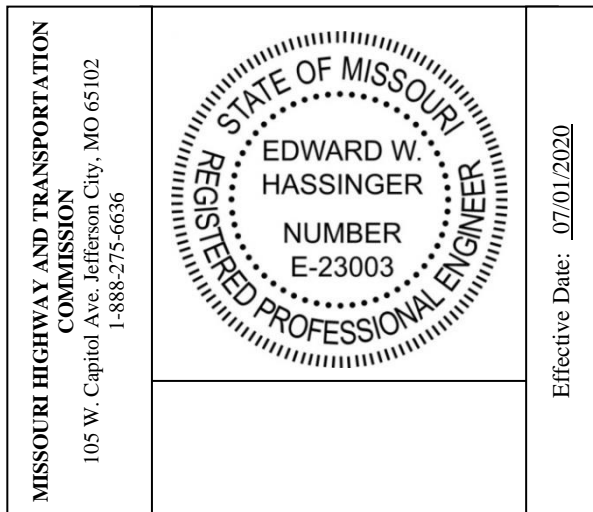 MISSOURI HIGHWAY AND TRANSPORTATION
COMMISSION
105 W. Capitol Ave. Jefferson City, MO 65102
1-888-275-6636
STATE OF MISSOURI
EDWARD W.
HASSINGER
NUMBER
E-23003
REGISTERED PROFESSIONAL ENGINEER
Effective Date: 07/01/2020